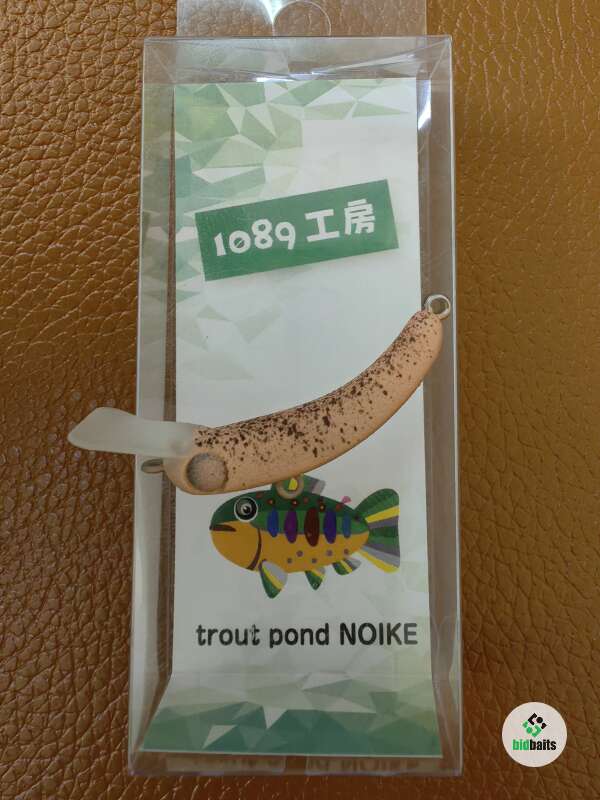 1089 工房
trout pond NOIKE
bidbaits